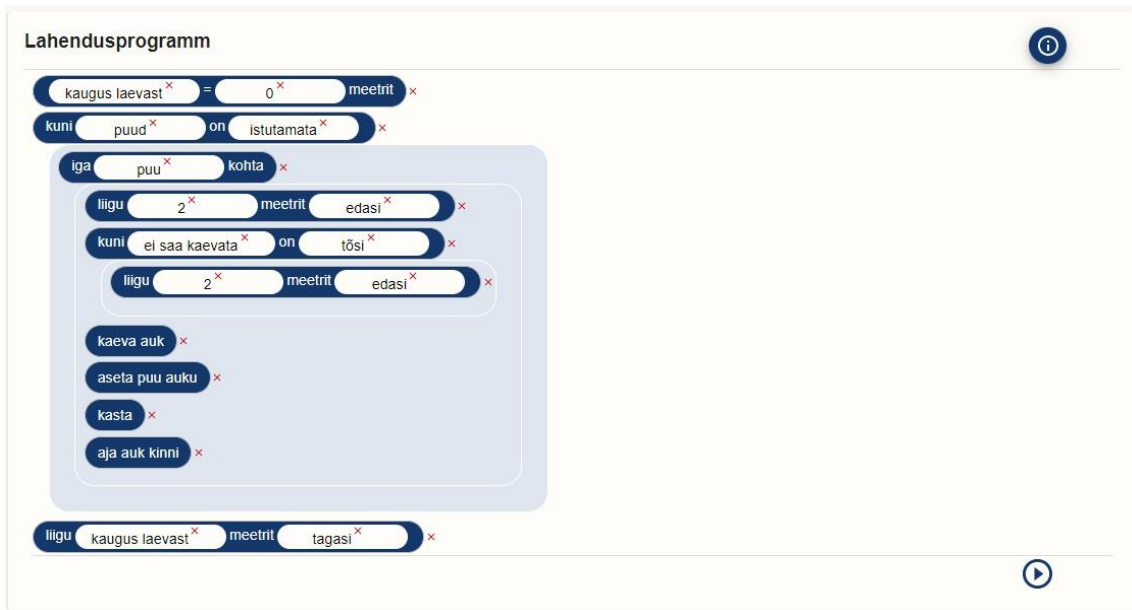 Lahendusprogramm
kaugus laevast × = 0 × meetrit ×
kuni puud × on istutamata × ×
iga puu × kohta ×
liigu 2 × meetrit edasi × ×
kuni ei saa kaevata × on tõsi × ×
liigu 2 × meetrit edasi × ×
kaeva auk ×
aseta puu auku ×
kasta ×
aja auk kinni ×
liigu kaugus laevast × meetrit tagasi × ×